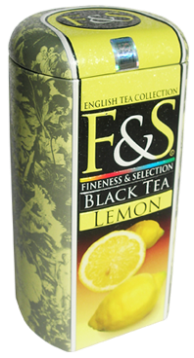 ENGLISH TEA COLLECTION
F&S
FINENESS & SELECTION
BLACK TEA
LEMON